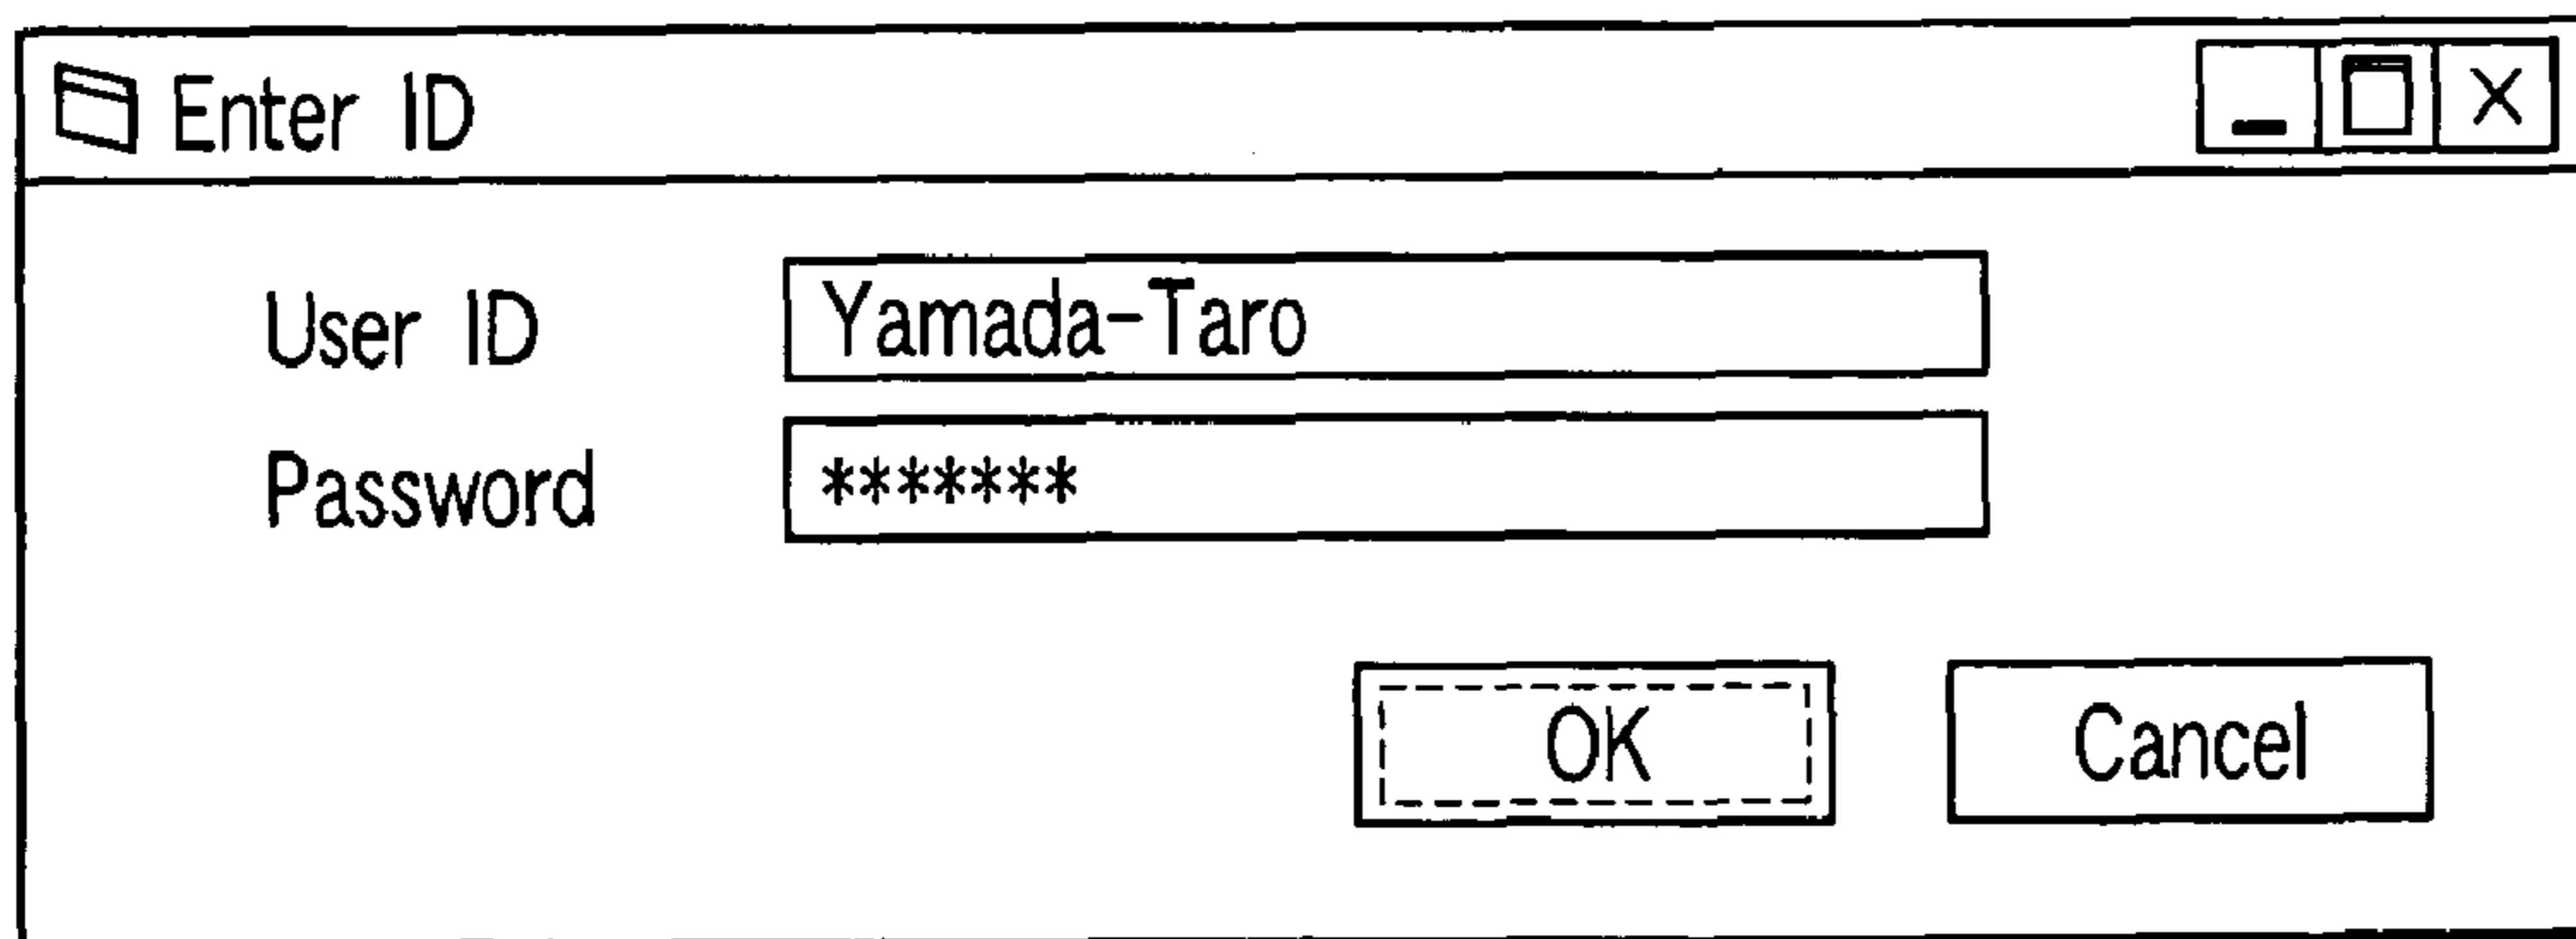 Enter ID
User ID Yamada-Taro
Password *******
OK Cancel